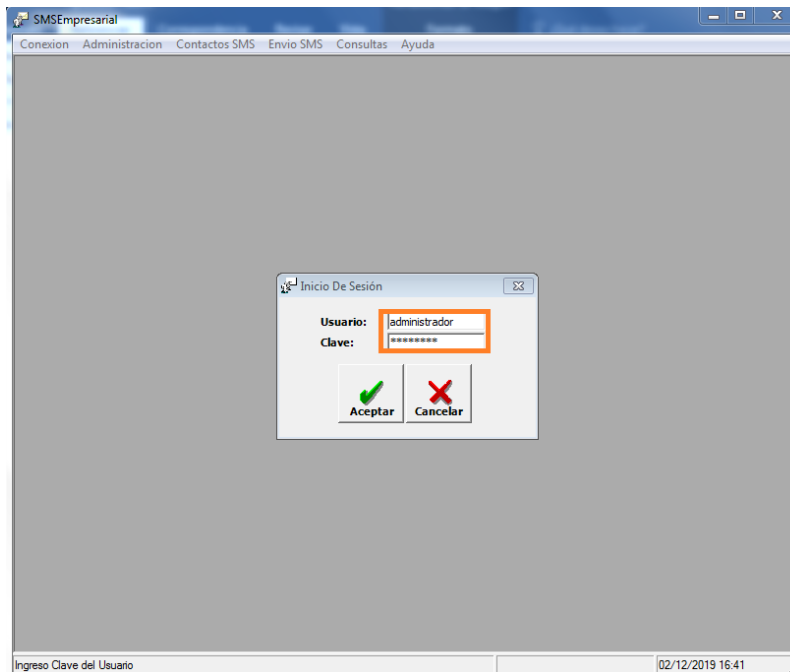 SMSEmpresarial
Conexion Administracion Contactos SMS Envio SMS Consultas Ayuda
Inicio De Sesión
Usuario: administrador
Clave: ********
Aceptar Cancelar
Ingreso Clave del Usuario 02/12/2019 16:41